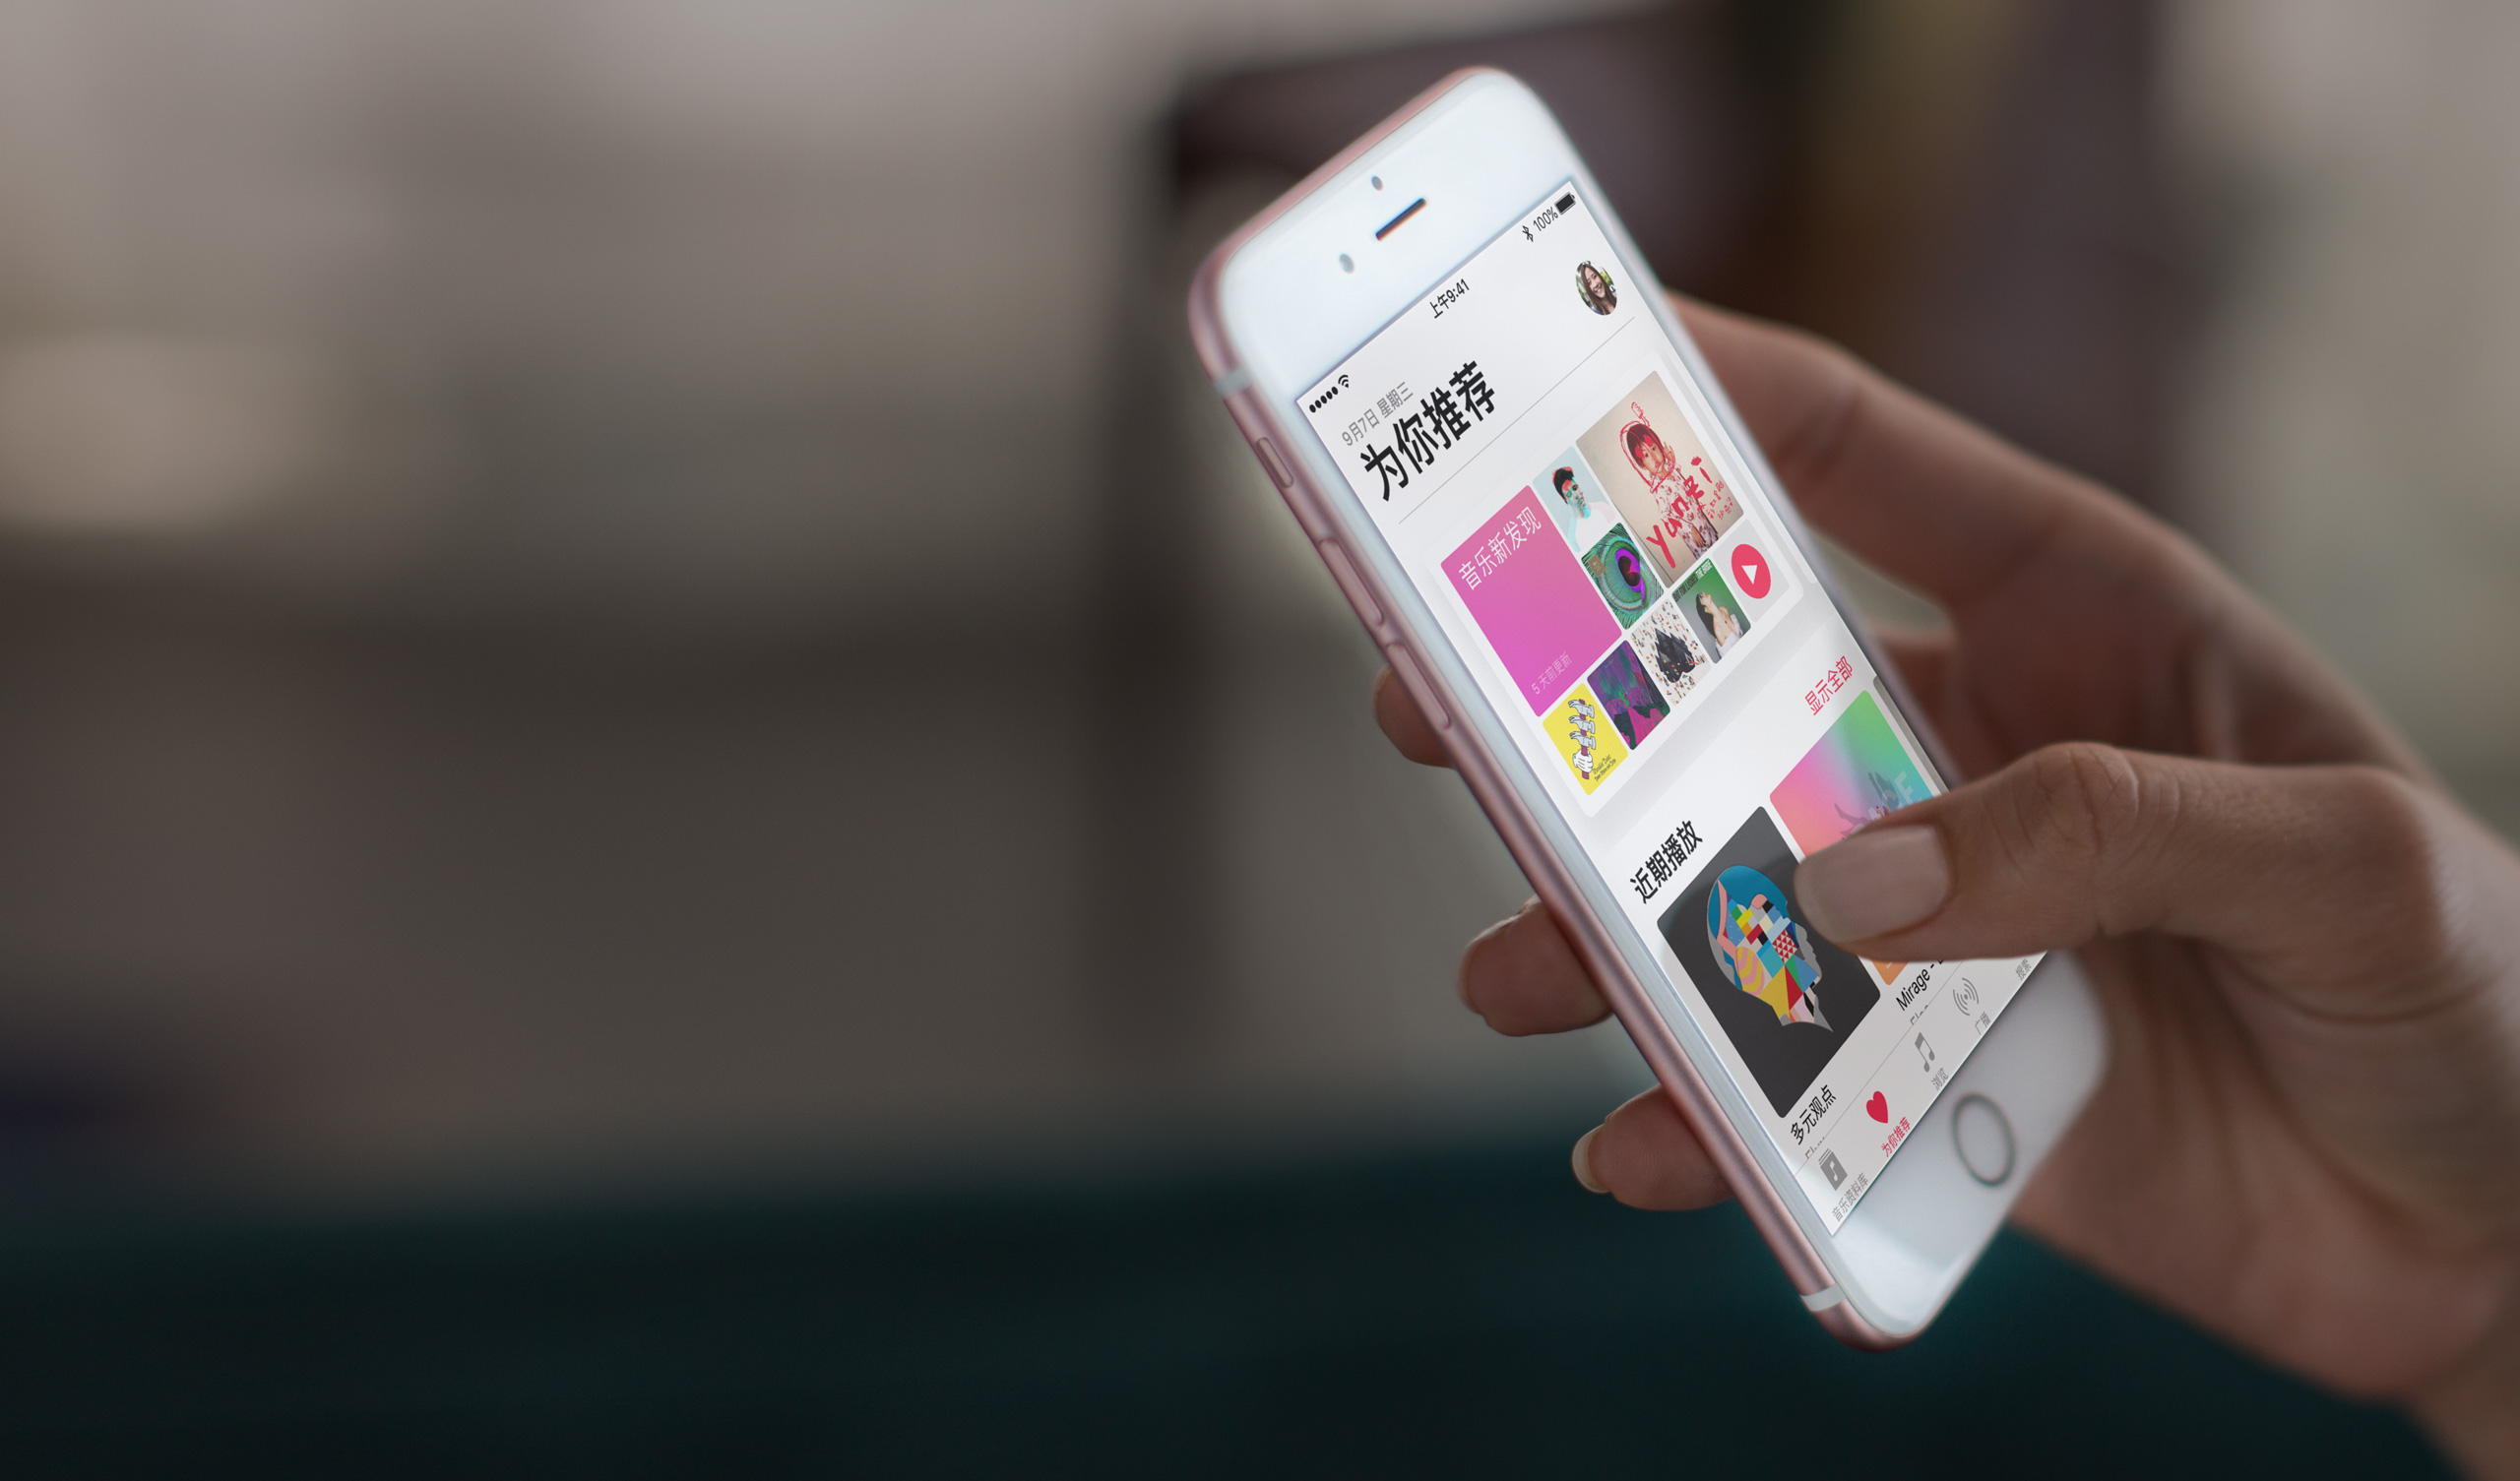 上午9:41
100%
9月7日 星期三
为你推荐
音乐新发现
5 天前更新
yunzi
显示全部
近期播放
多元观点
Mirage -
音乐资料库
为你推荐
浏览
广播
搜索